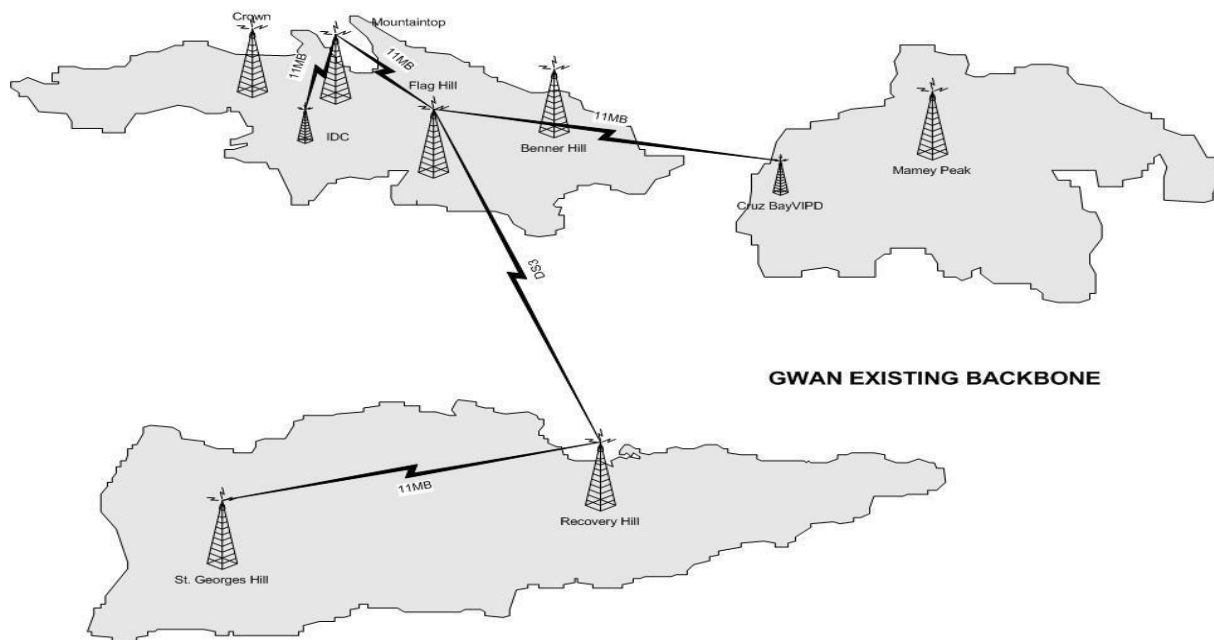 Crown
Mountaintop
11MB
11MB
Flag Hill
11MB
IDC
Benner Hill
Mamey Peak
Cruz BayVIPD
DS3
GWAN EXISTING BACKBONE
11MB
Recovery Hill
St. Georges Hill